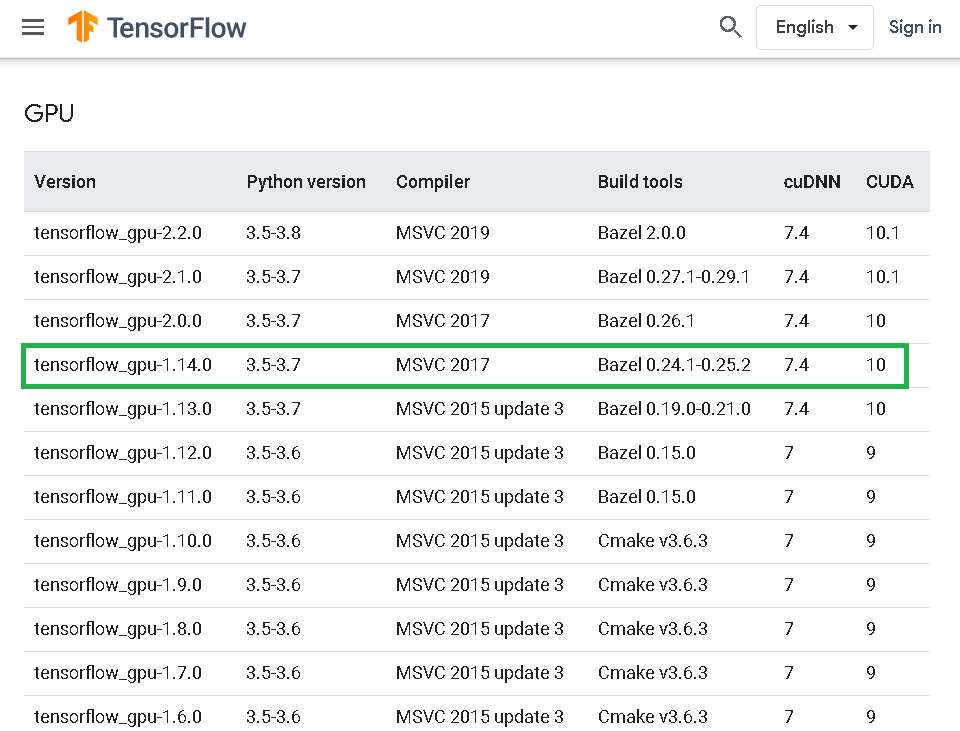 TensorFlow English Sign in
GPU
Version Python version Compiler Build tools cuDNN CUDA
tensorflow_gpu-2.2.0 3.5-3.8 MSVC 2019 Bazel 2.0.0 7.4 10.1
tensorflow_gpu-2.1.0 3.5-3.7 MSVC 2019 Bazel 0.27.1-0.29.1 7.4 10.1
tensorflow_gpu-2.0.0 3.5-3.7 MSVC 2017 Bazel 0.26.1 7.4 10
tensorflow_gpu-1.14.0 3.5-3.7 MSVC 2017 Bazel 0.24.1-0.25.2 7.4 10
tensorflow_gpu-1.13.0 3.5-3.7 MSVC 2015 update 3 Bazel 0.19.0-0.21.0 7.4 10
tensorflow_gpu-1.12.0 3.5-3.6 MSVC 2015 update 3 Bazel 0.15.0 7 9
tensorflow_gpu-1.11.0 3.5-3.6 MSVC 2015 update 3 Bazel 0.15.0 7 9
tensorflow_gpu-1.10.0 3.5-3.6 MSVC 2015 update 3 Cmake v3.6.3 7 9
tensorflow_gpu-1.9.0 3.5-3.6 MSVC 2015 update 3 Cmake v3.6.3 7 9
tensorflow_gpu-1.8.0 3.5-3.6 MSVC 2015 update 3 Cmake v3.6.3 7 9
tensorflow_gpu-1.7.0 3.5-3.6 MSVC 2015 update 3 Cmake v3.6.3 7 9
tensorflow_gpu-1.6.0 3.5-3.6 MSVC 2015 update 3 Cmake v3.6.3 7 9